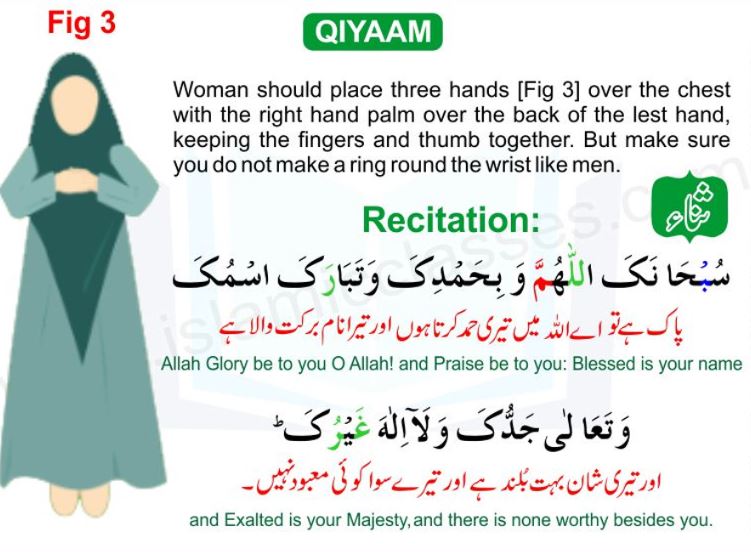 Fig 3
QIYAAM
Woman should place three hands [Fig 3] over the chest
with the right hand palm over the back of the lest hand,
keeping the fingers and thumb together. But make sure
you do not make a ring round the wrist like men.
ثناء
Recitation:
سُبْحَا نَکَ اللّٰهُمَّ وَ بِحَمْدِکَ وَتَبَارَکَ اسْمُکَ
پاک ہے تو اے اللہ میں تیری حمد کرتا ہوں اور تیرا نام برکت والا ہے
Allah Glory be to you O Allah! and Praise be to you: Blessed is your name
وَ تَعَا لٰی جَدُّکَ وَ لَآ اِلٰهَ غَیْرُکَ ؕ
اور تیری شان بہت بُلند ہے اور تیرے سوا کوئی معبود نہیں۔
and Exalted is your Majesty, and there is none worthy besides you.